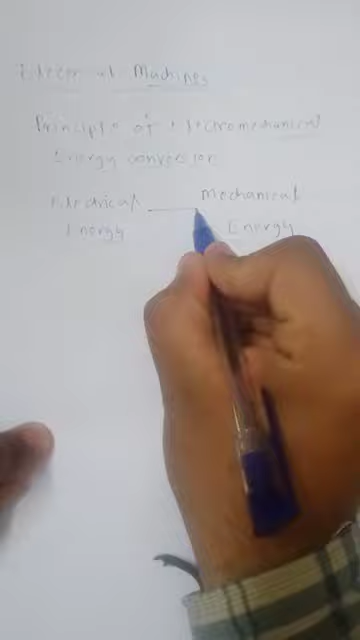 Electrical Machines
Principle of electromechanical
Energy conversion
Electrical Mechanical
Energy Energy